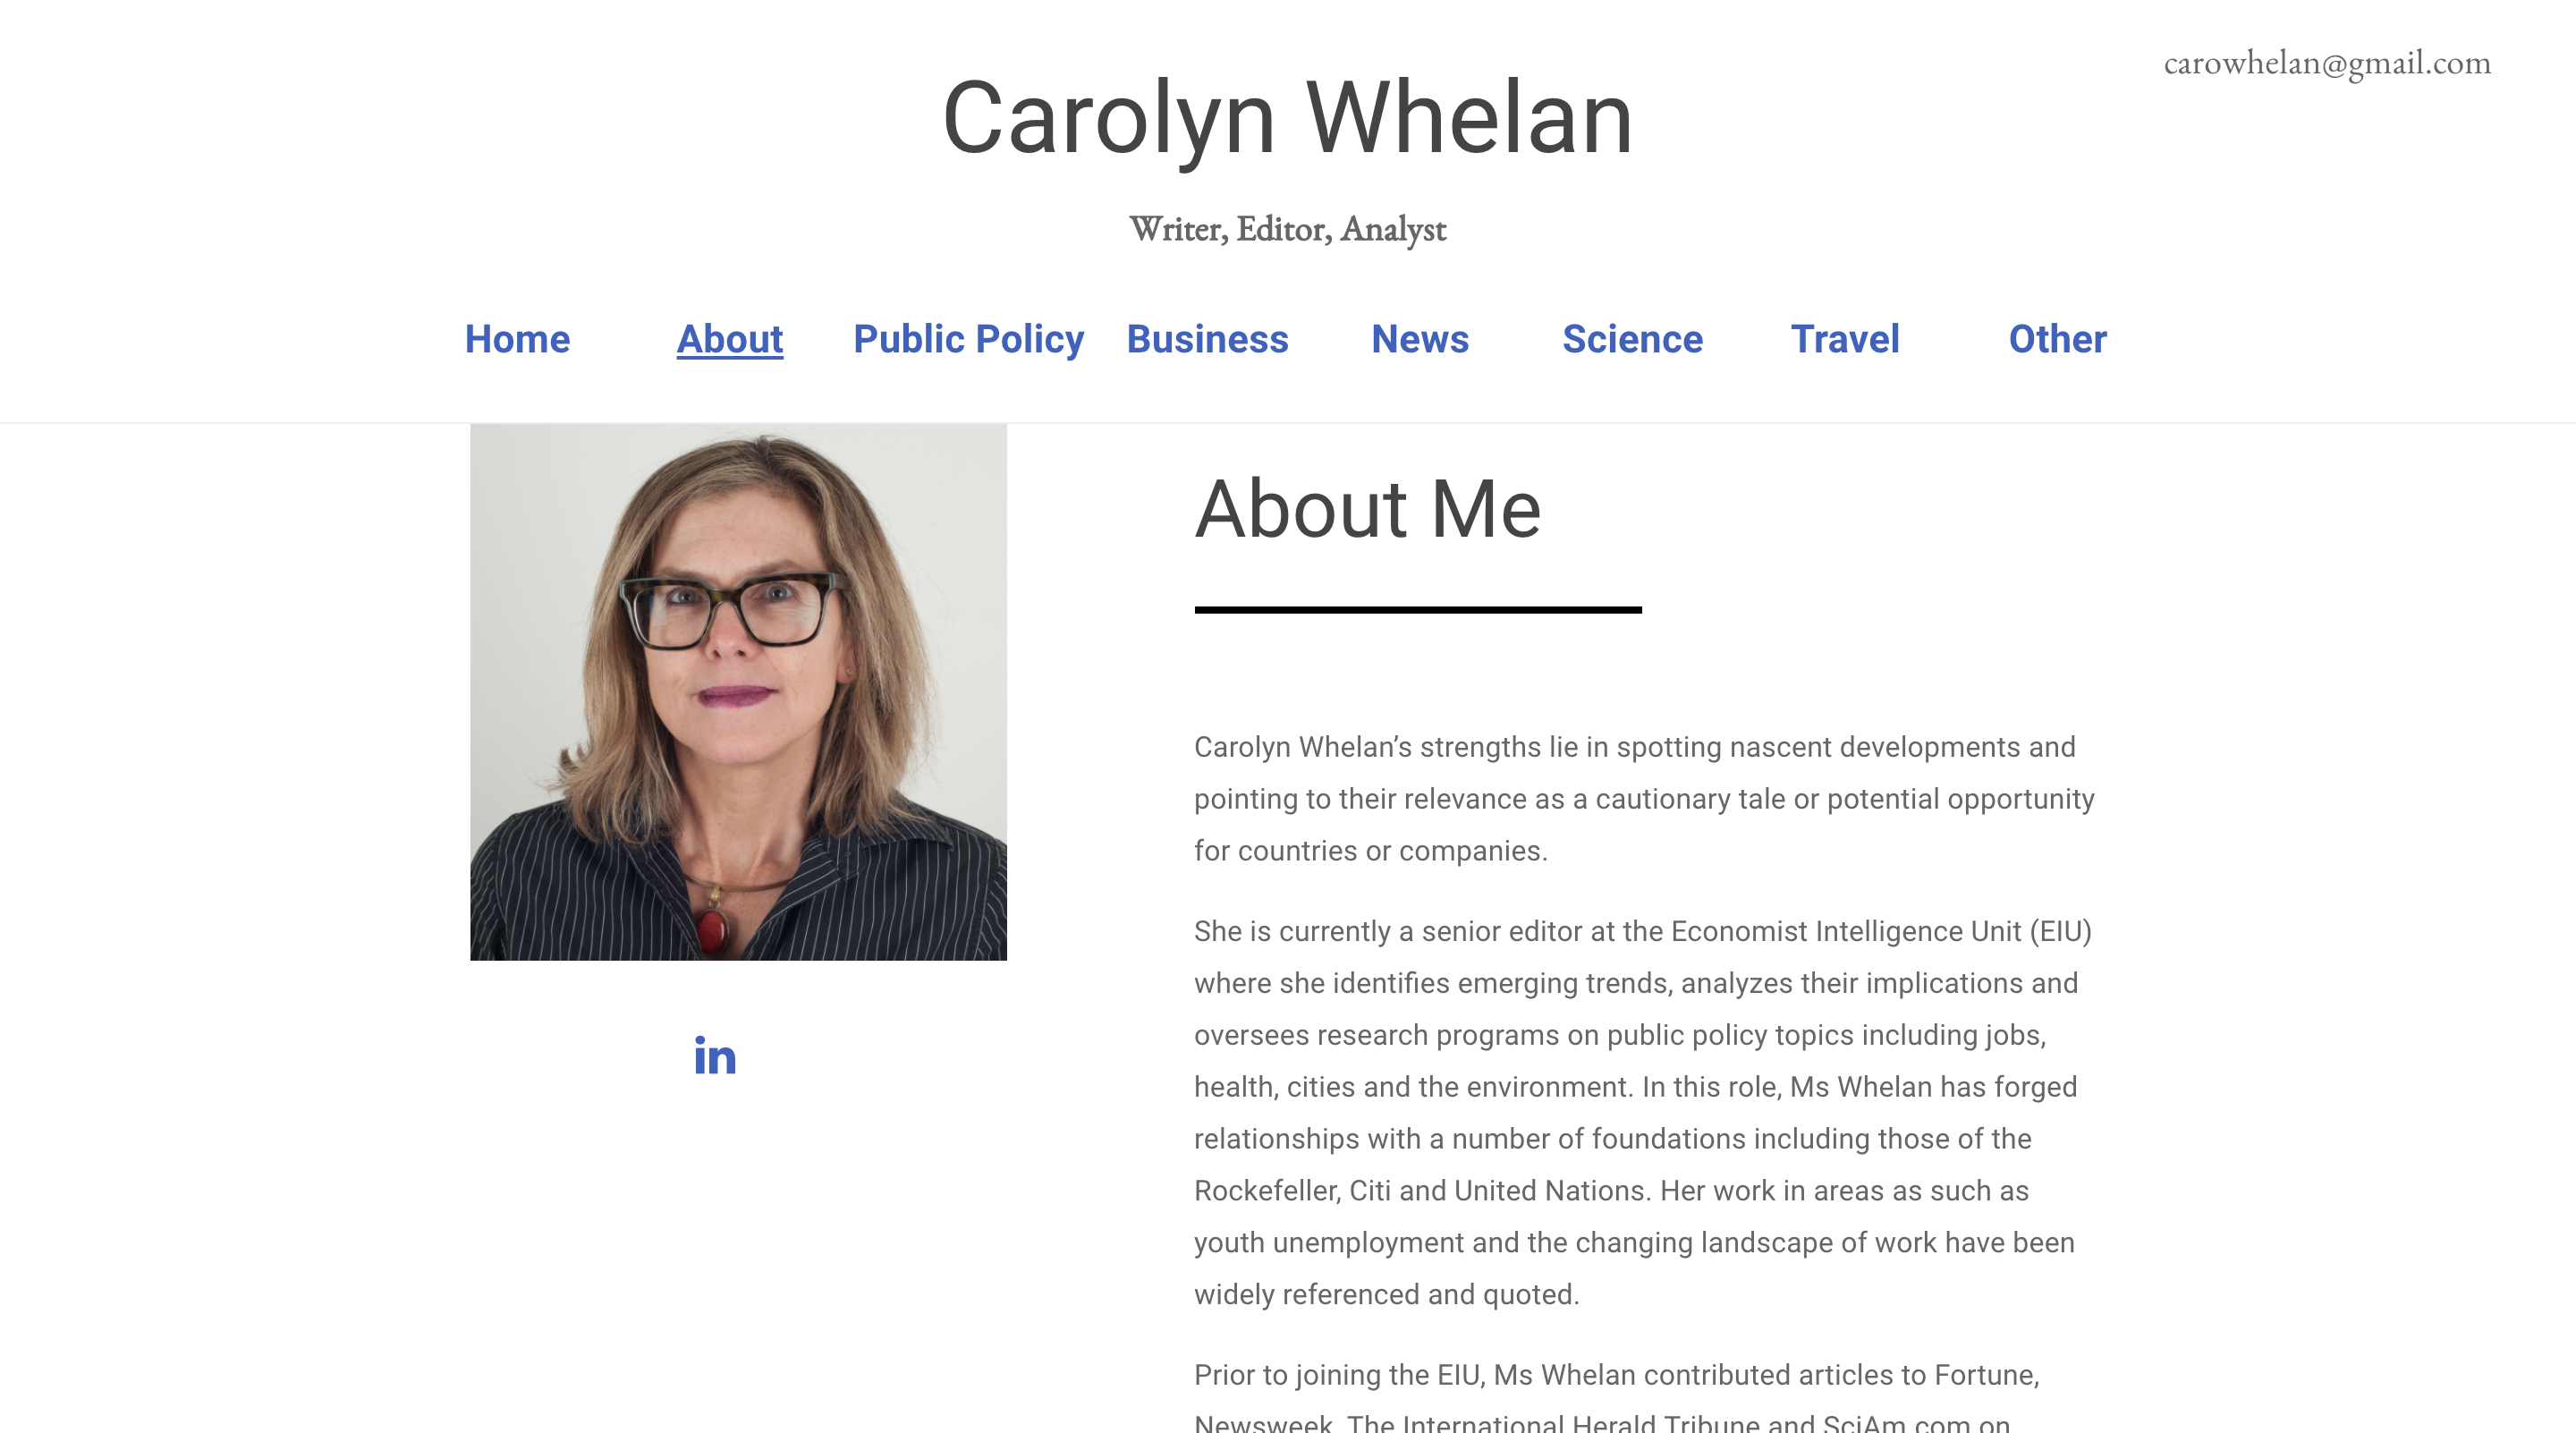 carowhelan@gmail.com
Carolyn Whelan
Writer, Editor, Analyst
Home About Public Policy Business News Science Travel Other
About Me
Carolyn Whelan’s strengths lie in spotting nascent developments and
pointing to their relevance as a cautionary tale or potential opportunity
for countries or companies.
She is currently a senior editor at the Economist Intelligence Unit (EIU)
where she identifies emerging trends, analyzes their implications and
oversees research programs on public policy topics including jobs,
health, cities and the environment. In this role, Ms Whelan has forged
relationships with a number of foundations including those of the
Rockefeller, Citi and United Nations. Her work in areas as such as
youth unemployment and the changing landscape of work have been
widely referenced and quoted.
in
Prior to joining the EIU, Ms Whelan contributed articles to Fortune,
Newsweek, The International Herald Tribune and SciAm.com on